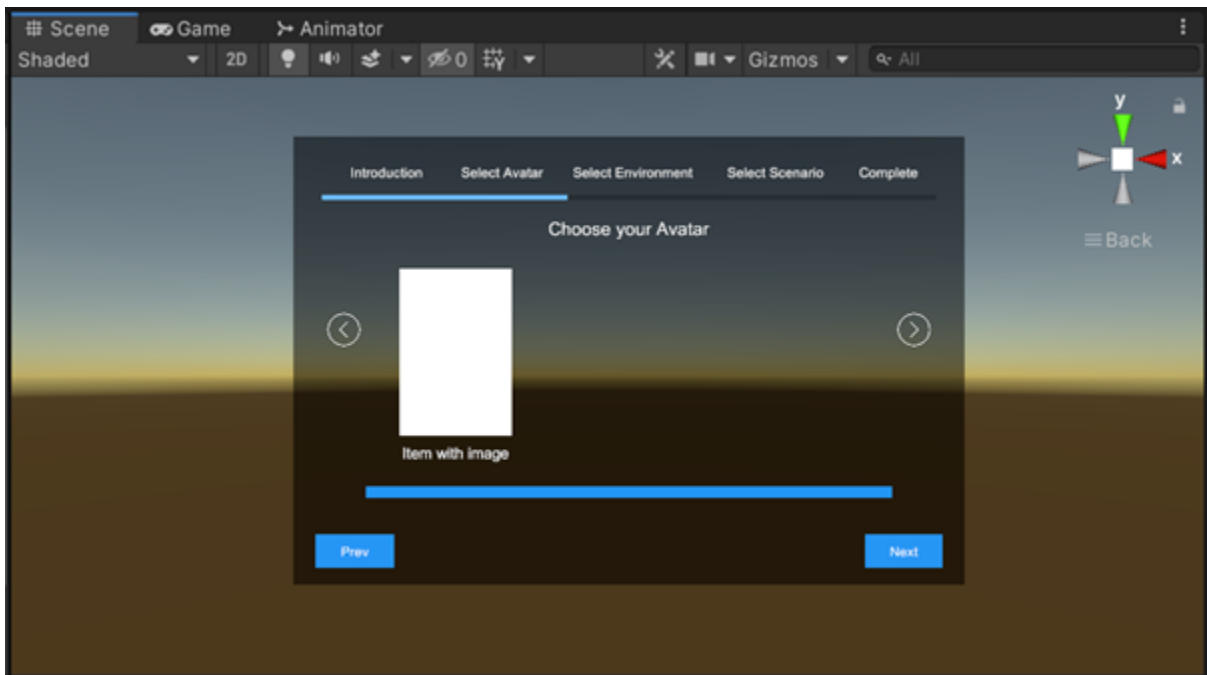 Scene Game Animator
Shaded 2D 0 Gizmos All
y
x
Back
Introduction Select Avatar Select Environment Select Scenario Complete
Choose your Avatar
Item with image
Prev Next